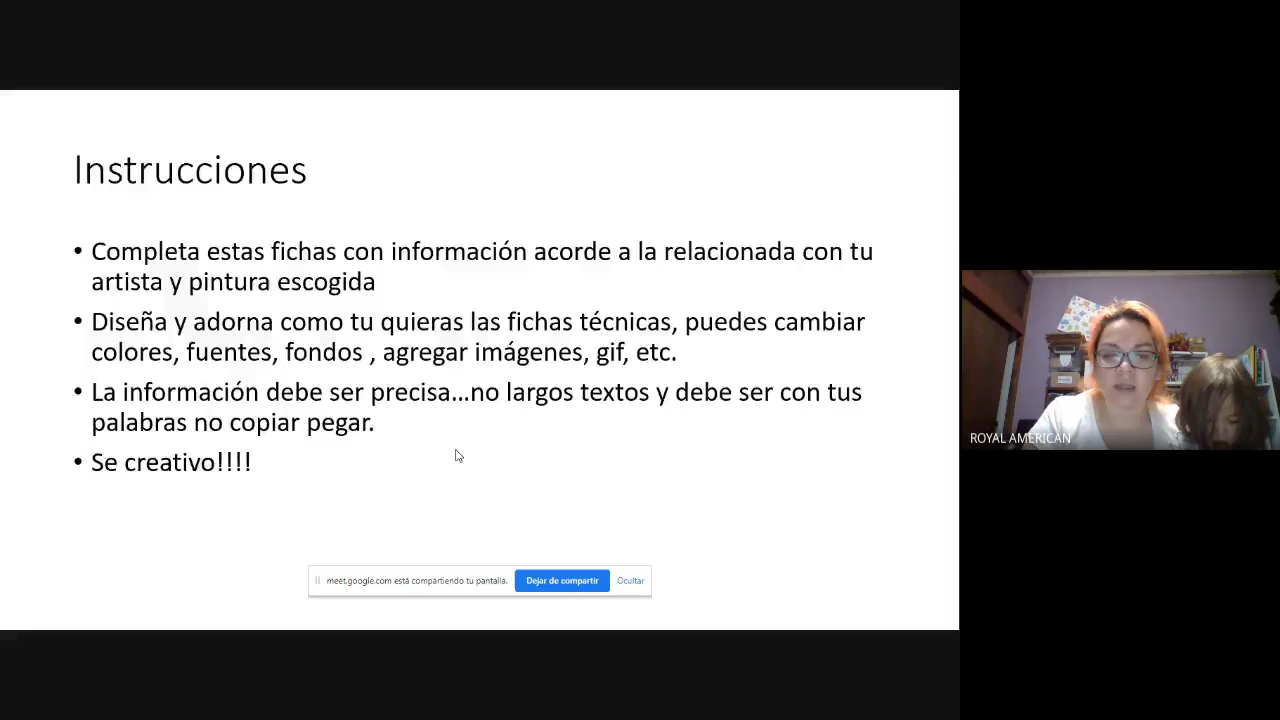 Instrucciones
• Completa estas fichas con información acorde a la relacionada con tu
artista y pintura escogida
• Diseña y adorna como tu quieras las fichas técnicas, puedes cambiar
colores, fuentes, fondos , agregar imágenes, gif, etc.
• La información debe ser precisa...no largos textos y debe ser con tus
palabras no copiar pegar.
• Se creativo!!!!
meet.google.com está compartiendo tu pantalla. Dejar de compartir Ocultar
ROYAL AMERICAN